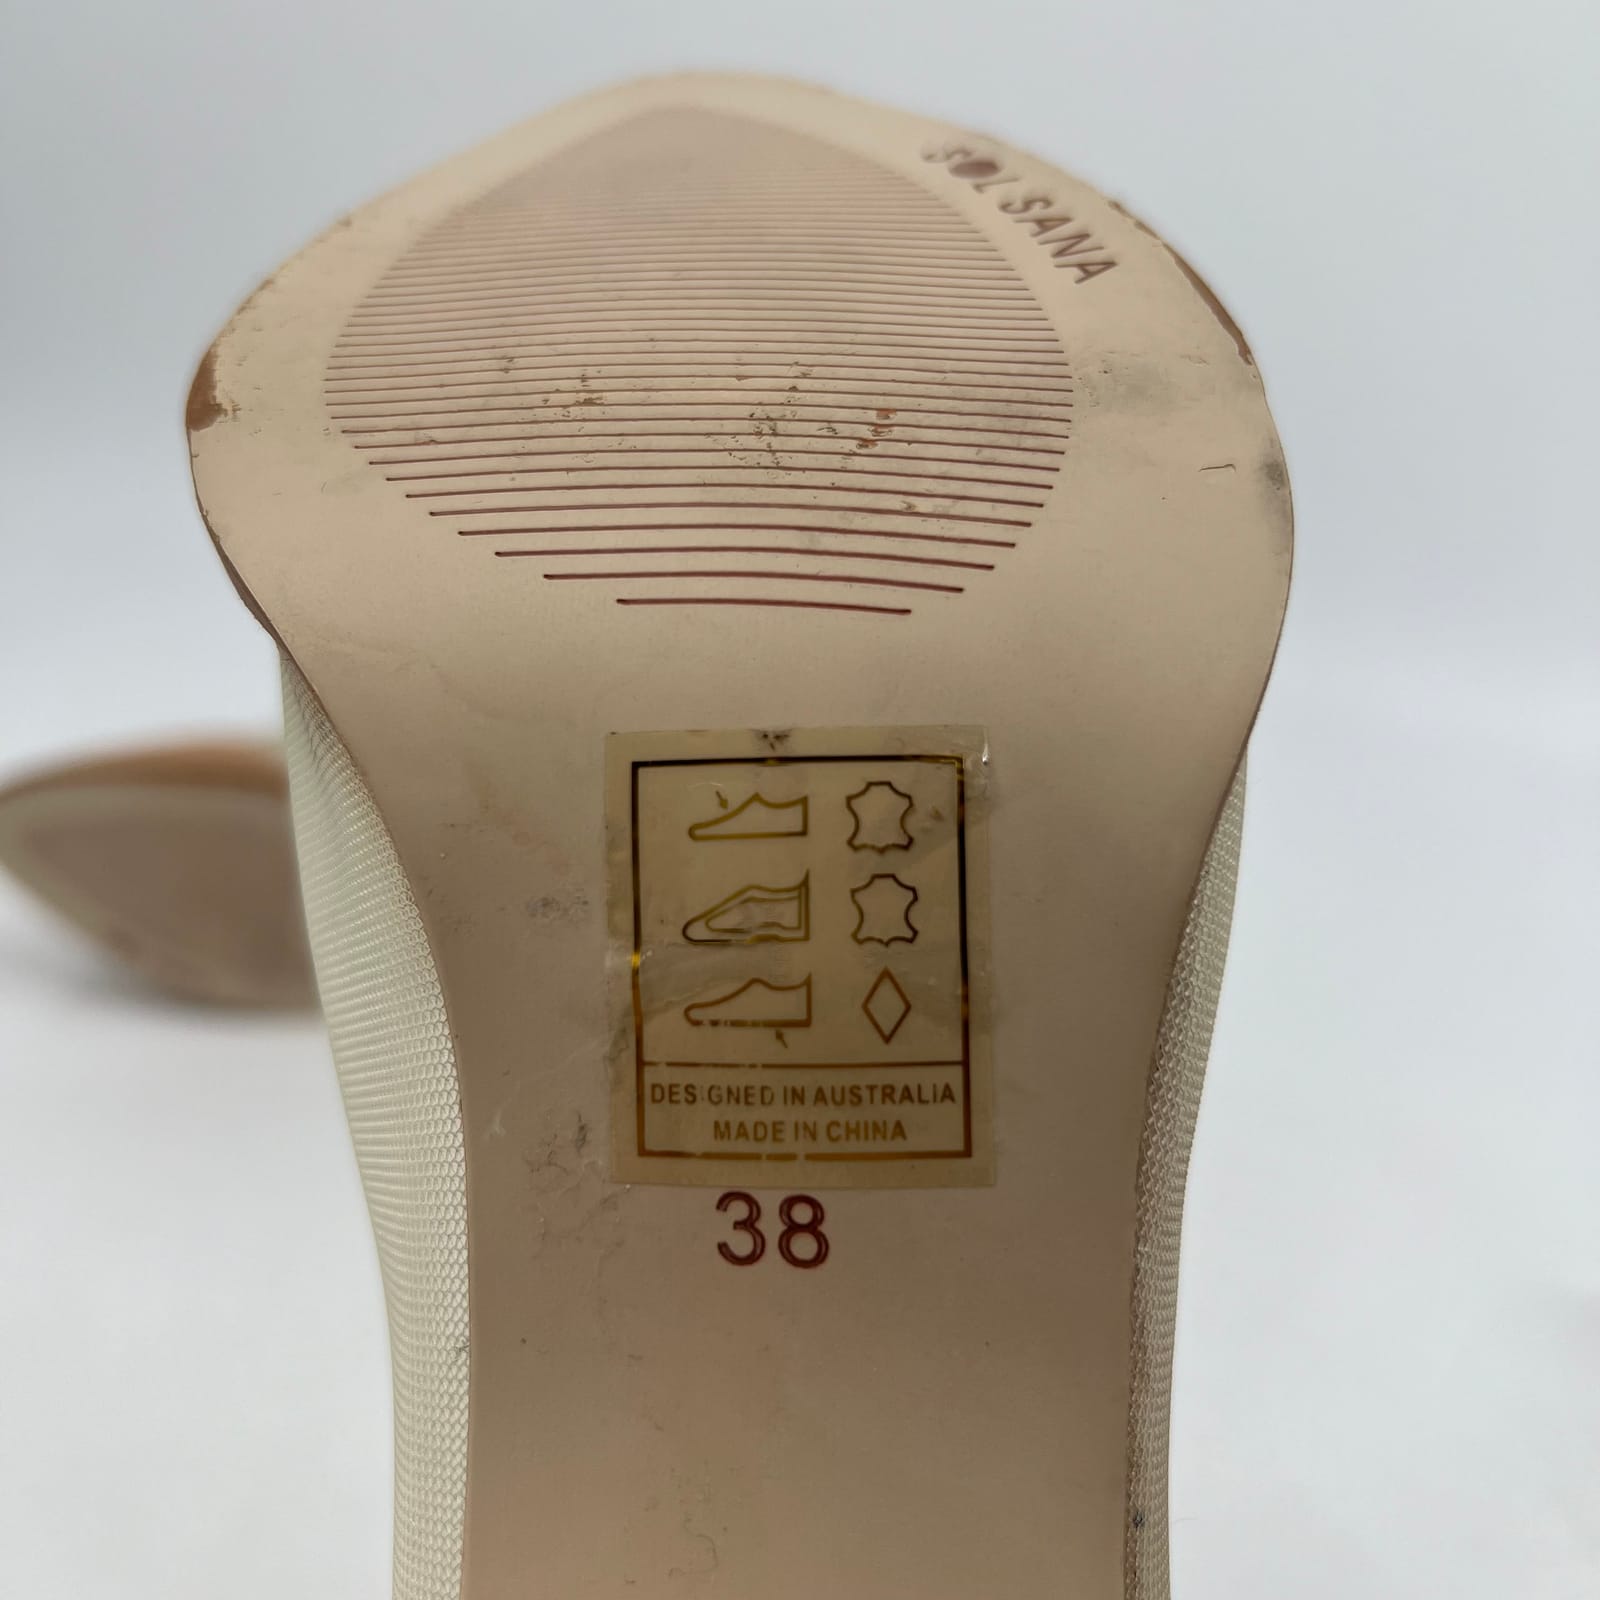 SOL SANA
DESIGNED IN AUSTRALIA
MADE IN CHINA
38